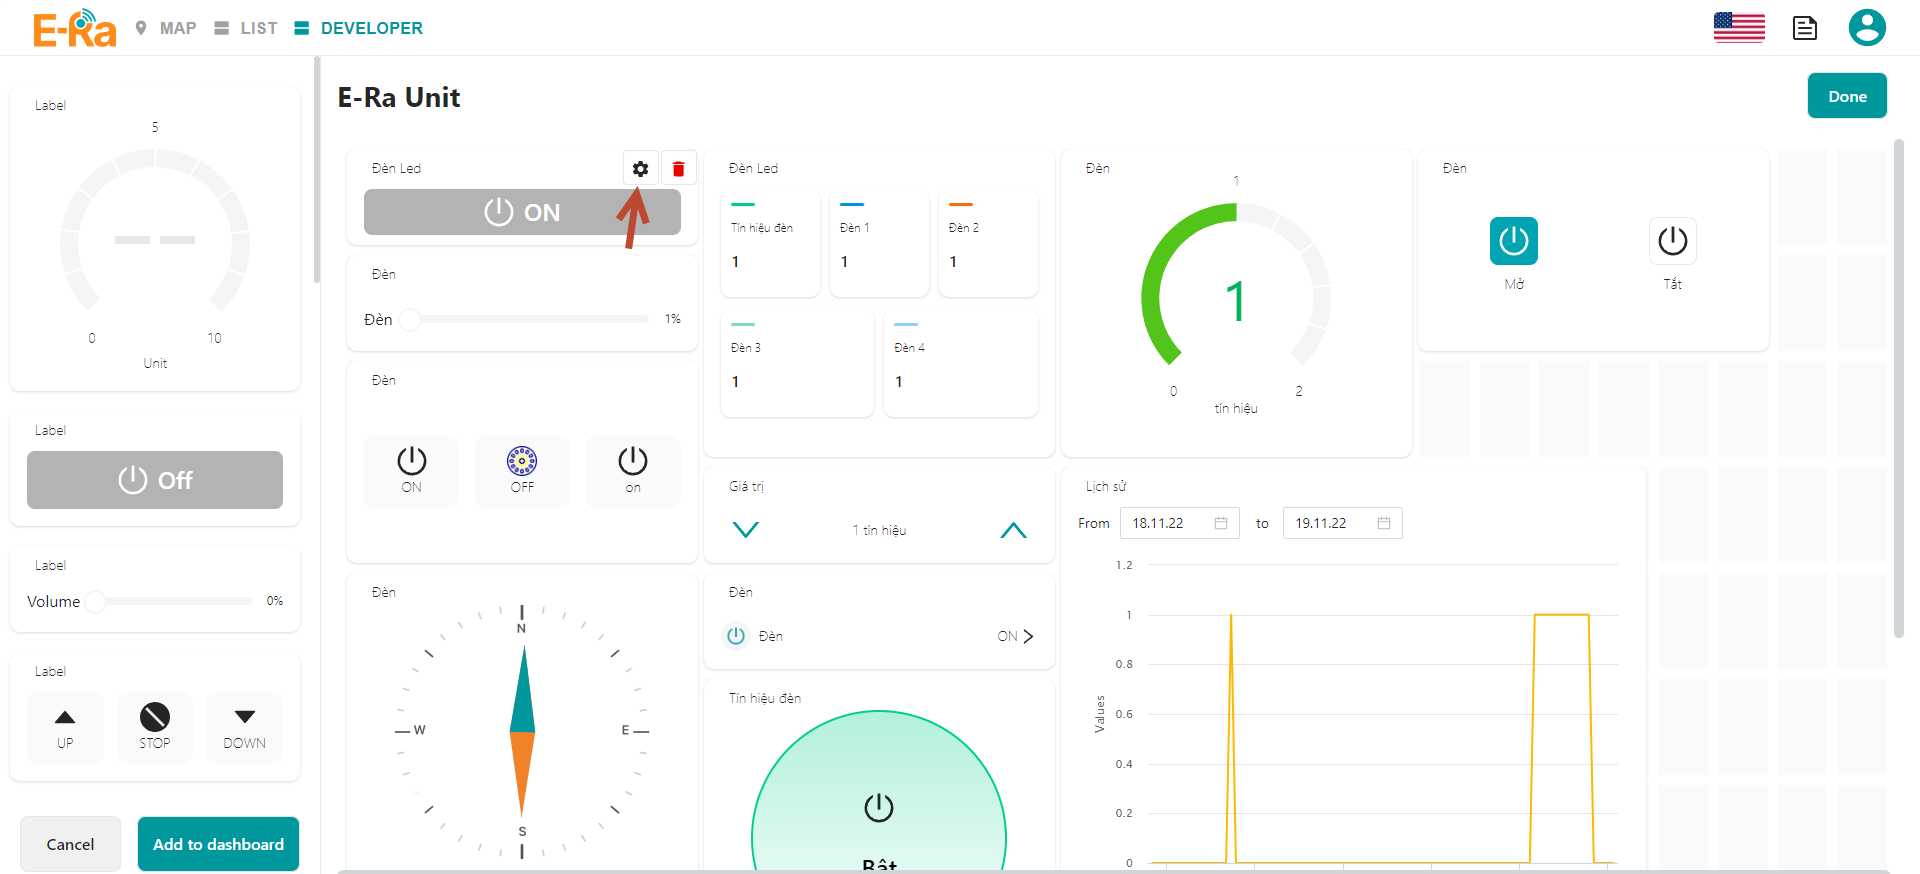 E-Ra
MAP
LIST
DEVELOPER
Label
5
0
10
Unit
Label
Off
Label
Volume
0%
Label
UP
STOP
DOWN
Cancel
Add to dashboard
E-Ra Unit
Done
Đèn Led
ON
Đèn
Đèn
1%
Đèn
ON
OFF
on
Đèn
N
W
E
S
Đèn Led
Tín hiệu đèn
1
Đèn 1
1
Đèn 2
1
Đèn 3
1
Đèn 4
1
Giá trị
1 tín hiệu
Đèn
Đèn
ON
Tín hiệu đèn
Bật
Đèn
1
1
0
2
tín hiệu
Đèn
Mở
Tắt
Lịch sử
From
18.11.22
to
19.11.22
1.2
1
0.8
0.6
0.4
0.2
0
Values